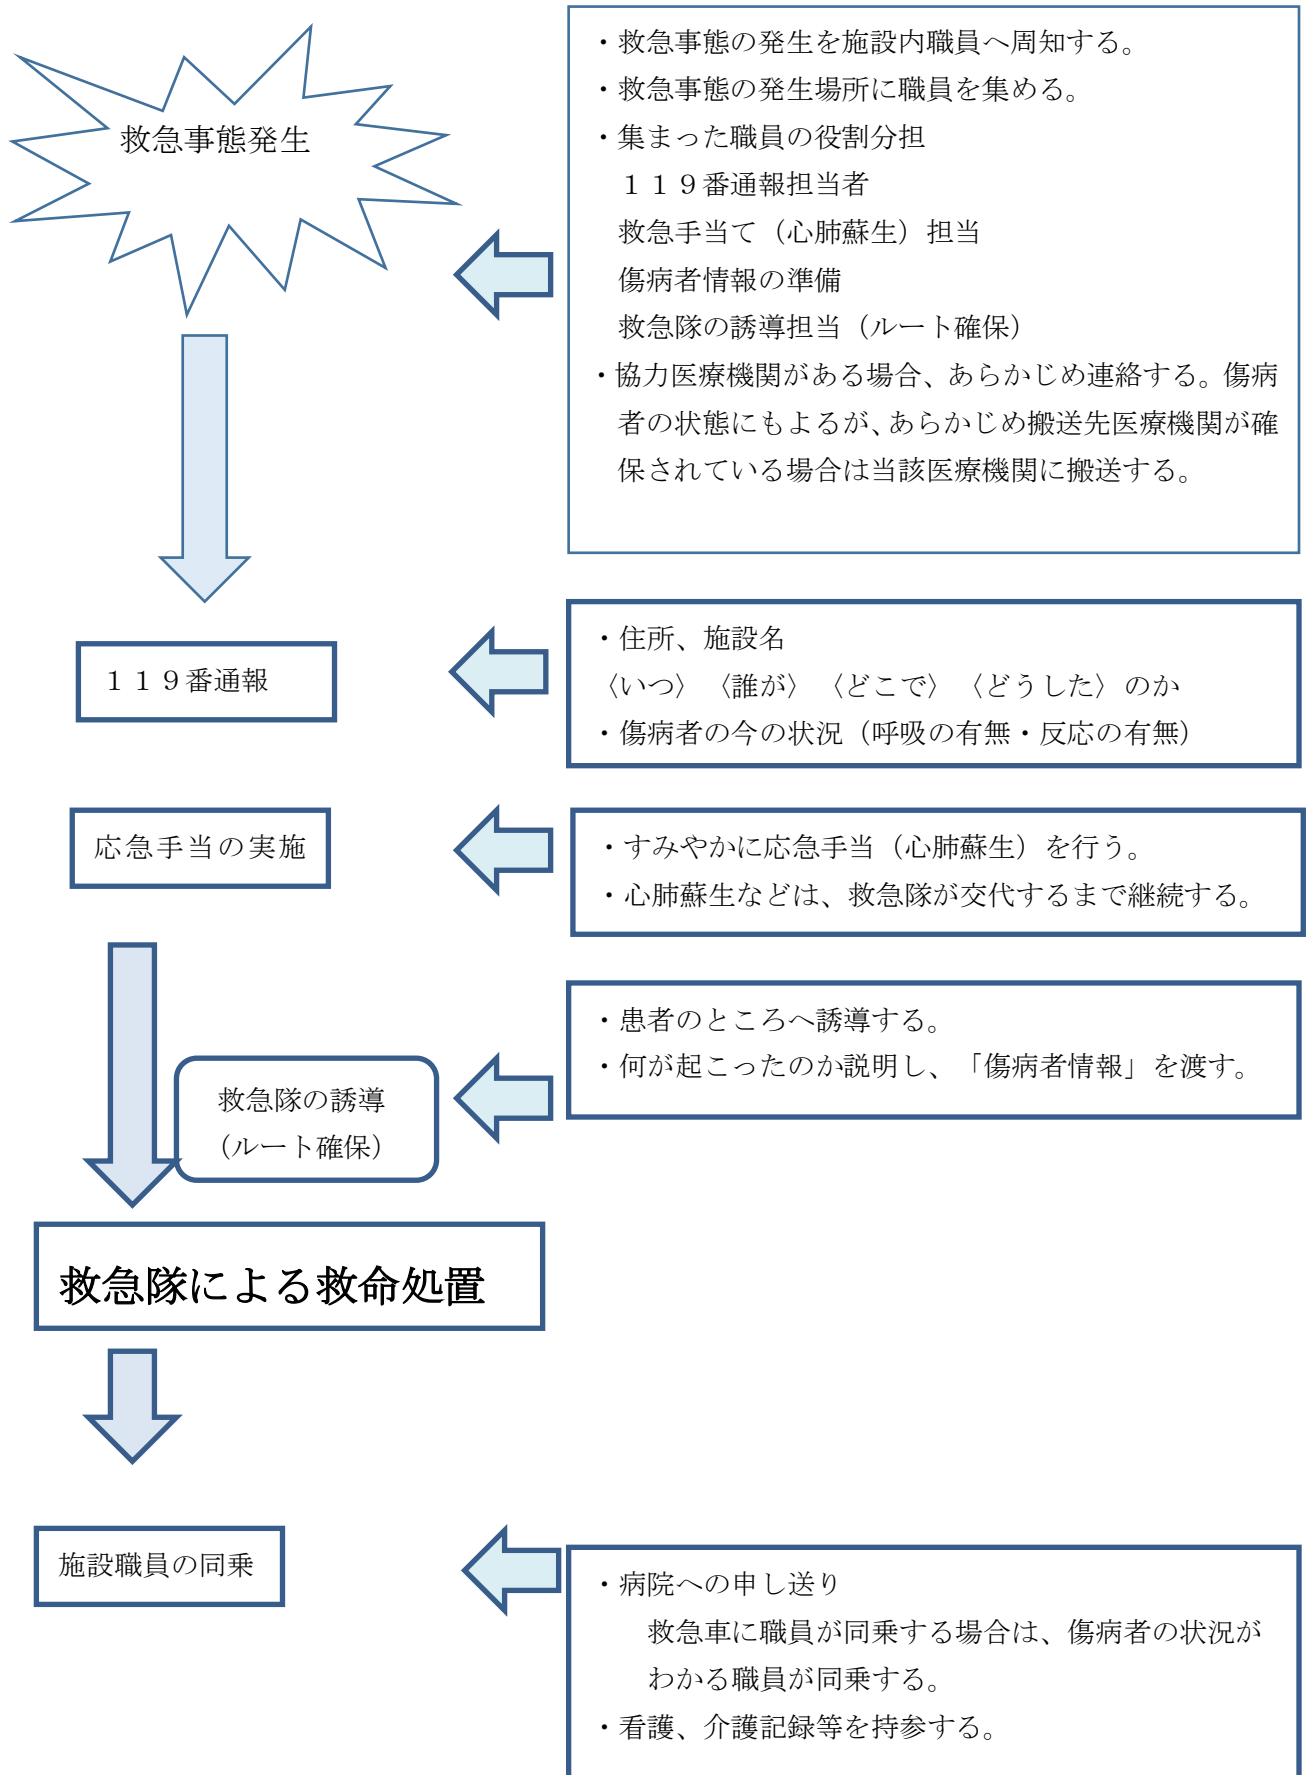 救急事態発生
・救急事態の発生を施設内職員へ周知する。
・救急事態の発生場所に職員を集める。
・集まった職員の役割分担
１１９番通報担当者
救急手当て（心肺蘇生）担当
傷病者情報の準備
救急隊の誘導担当（ルート確保）
・協力医療機関がある場合、あらかじめ連絡する。傷病
者の状態にもよるが、あらかじめ搬送先医療機関が確
保されている場合は当該医療機関に搬送する。
１１９番通報
・住所、施設名
〈いつ〉〈誰が〉〈どこで〉〈どうした〉のか
・傷病者の今の状況（呼吸の有無・反応の有無）
応急手当の実施
・すみやかに応急手当（心肺蘇生）を行う。
・心肺蘇生などは、救急隊が交代するまで継続する。
救急隊の誘導
（ルート確保）
・患者のところへ誘導する。
・何が起こったのか説明し、「傷病者情報」を渡す。
救急隊による救命処置
施設職員の同乗
・病院への申し送り
救急車に職員が同乗する場合は、傷病者の状況が
わかる職員が同乗する。
・看護、介護記録等を持参する。